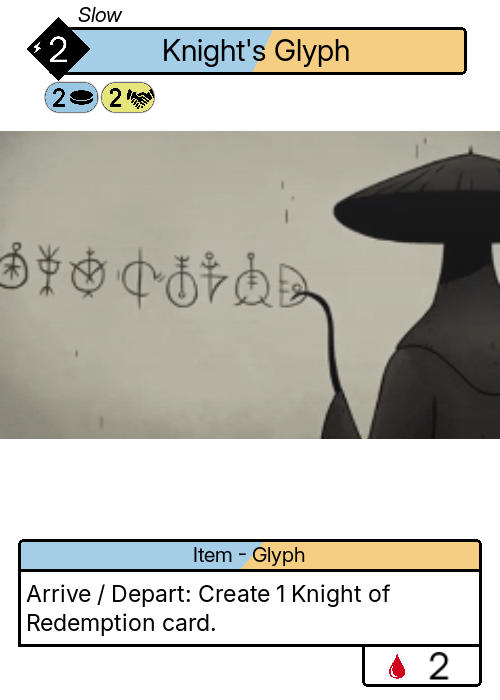 Slow
2
Knight's Glyph
2 2
Item - Glyph
Arrive / Depart: Create 1 Knight of
Redemption card.
2